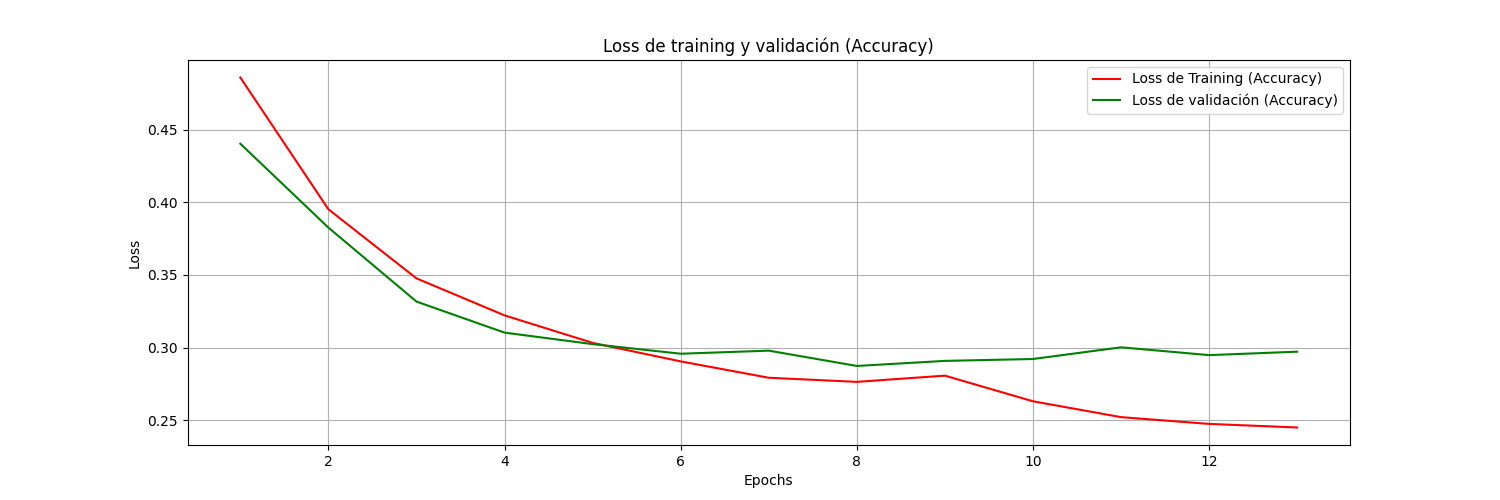 Loss de training y validación (Accuracy)
Loss de Training (Accuracy)
Loss de validación (Accuracy)
Loss
0.45
0.40
0.35
0.30
0.25
2 4 6 8 10 12
Epochs